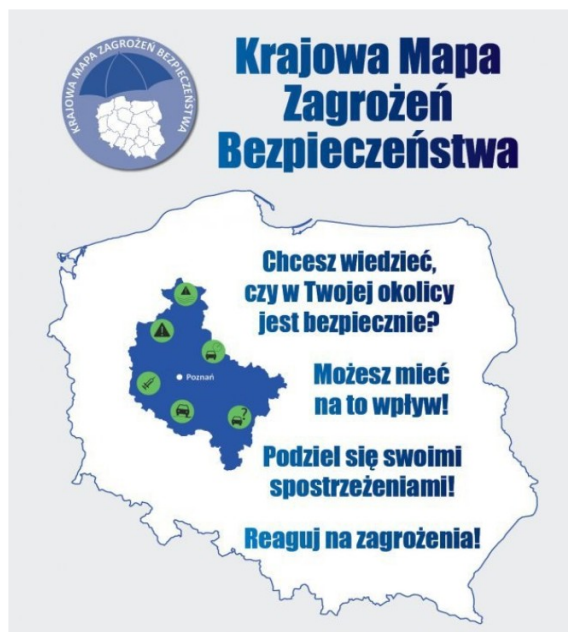 KRAJOWA MAPA ZAGROŻEŃ BEZPIECZEŃSTWA
Krajowa Mapa
Zagrożeń
Bezpieczeństwa
Chcesz wiedzieć,
czy w Twojej okolicy
jest bezpiecznie?
Możesz mieć
na to wpływ!
Poznań
?
Podziel się swoimi
spostrzeżeniami!
Reaguj na zagrożenia!